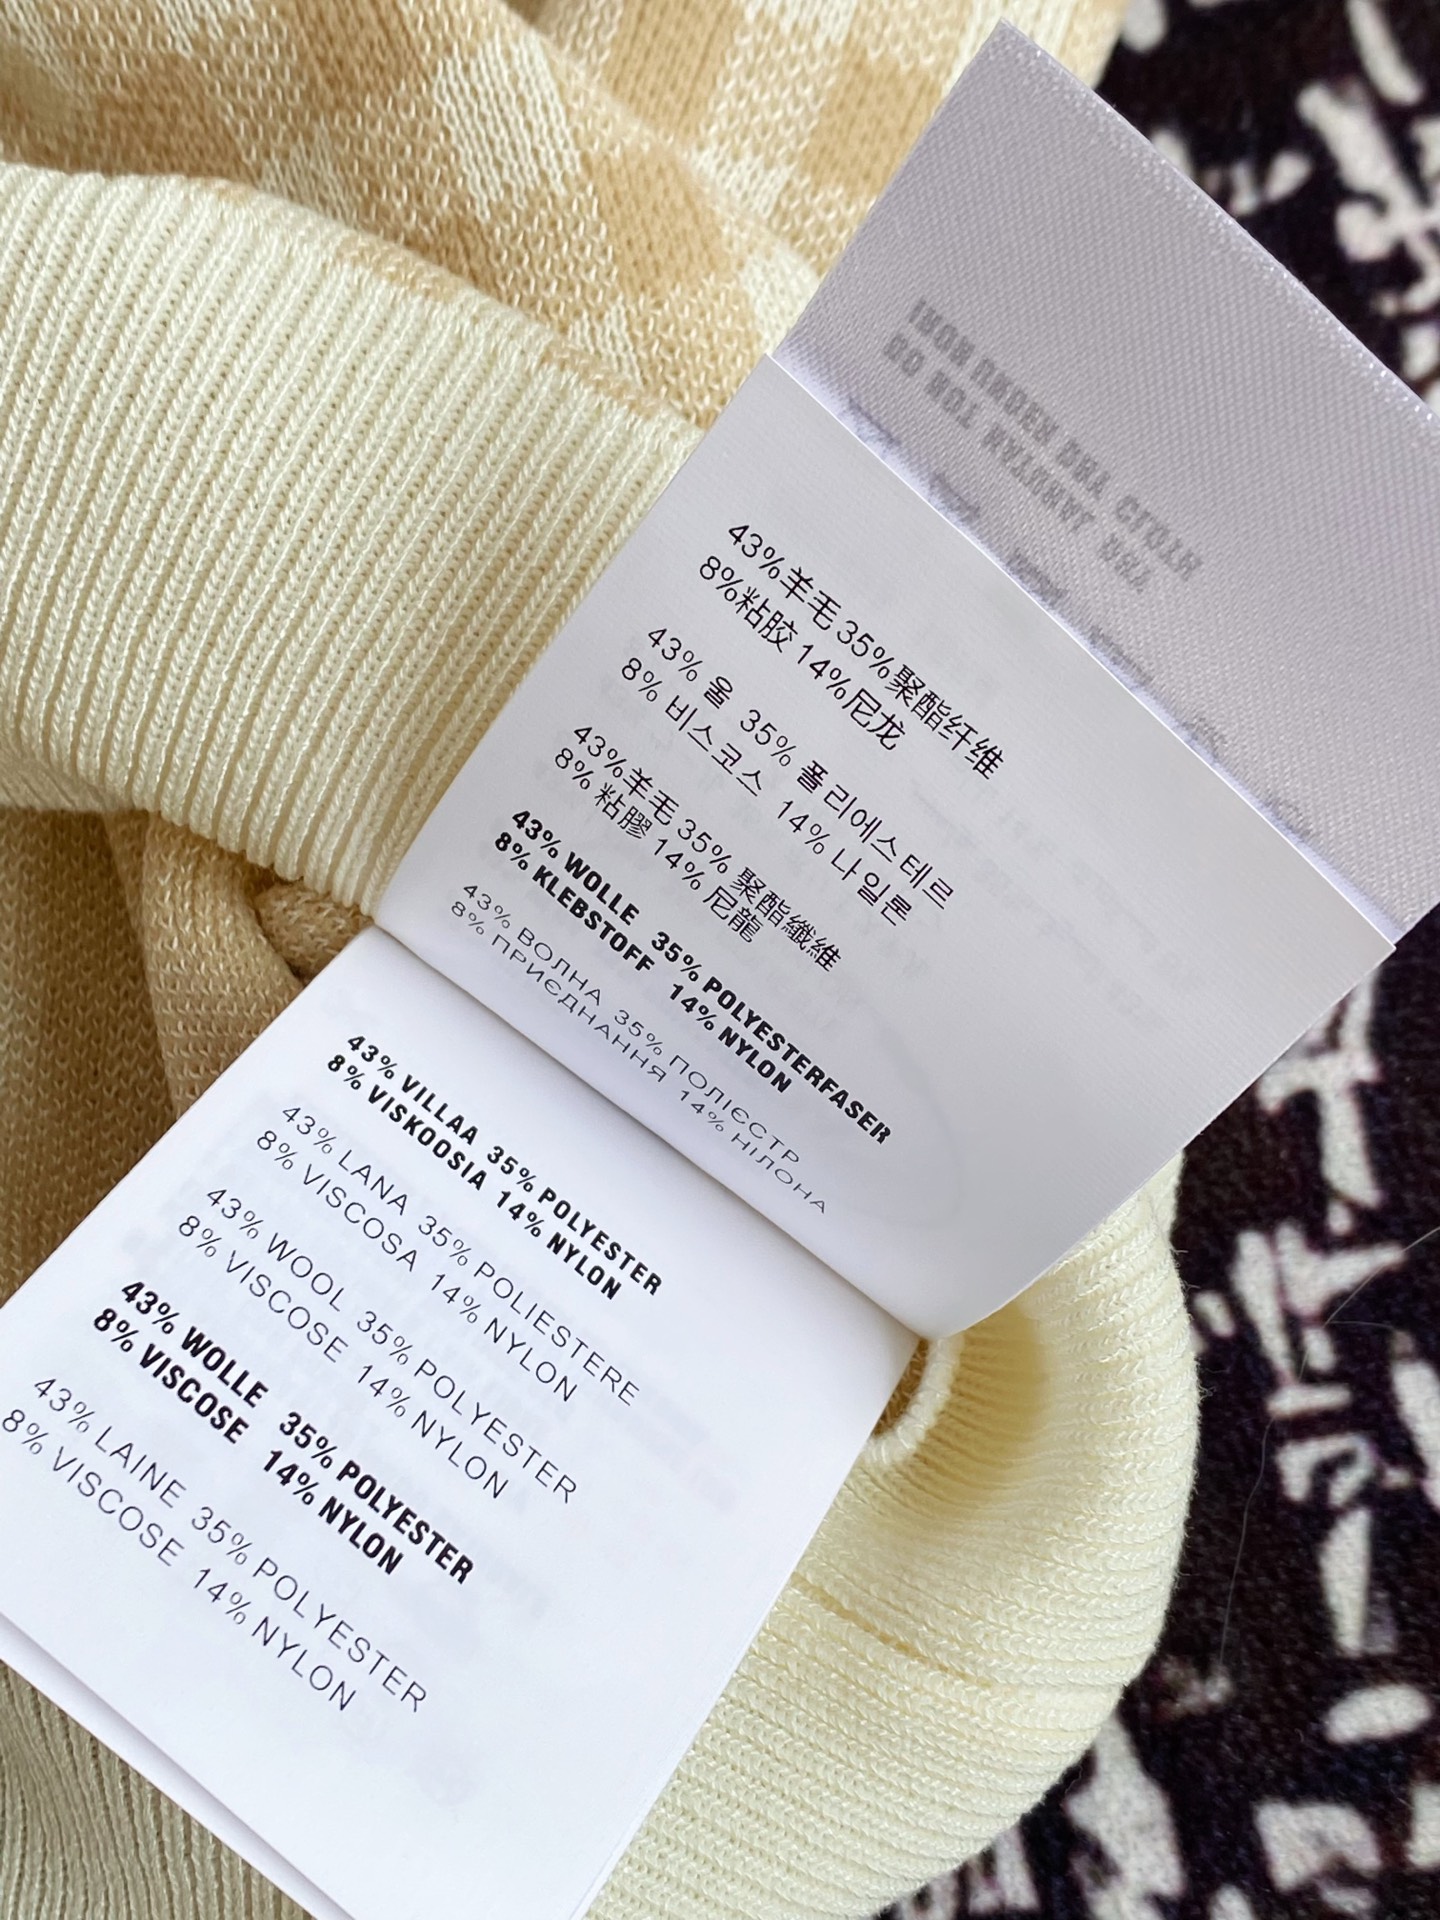 43%羊毛 35%聚酯纤维
8%粘胶 14%尼龙
43% 울 35% 폴리에스테르
8% 비스코스 14% 나일론
43%羊毛 35% 聚酯纖維
8% 粘膠 14% 尼龍
43% WOLLE 35% POLYESTERFASER
8% KLEBSTOFF 14% NYLON
43% ВОЛНА 35% ПОЛІЄСТР
8% ПРИЄДНАННЯ 14% НІЛОНА
43% VILLAA 35% POLYESTER
8% VISKOOSIA 14% NYLON
43% LANA 35% POLIESTERE
8% VISCOSA 14% NYLON
43% WOOL 35% POLYESTER
8% VISCOSE 14% NYLON
43% WOLLE 35% POLYESTER
8% VISCOSE 14% NYLON
43% LAINE 35% POLYESTER
8% VISCOSE 14% NYLON